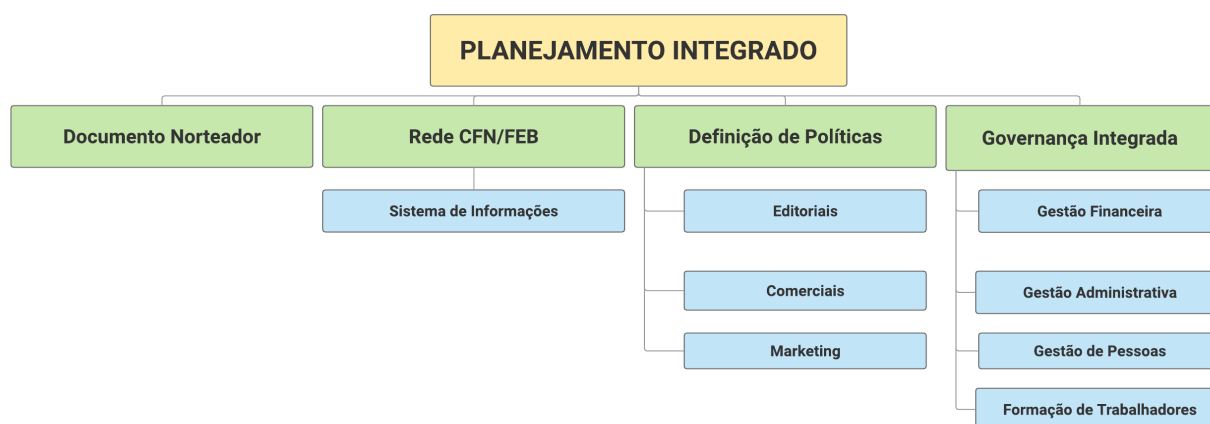 PLANEJAMENTO INTEGRADO
Documento Norteador
Rede CFN/FEB
Definição de Políticas
Governança Integrada
Sistema de Informações
Editoriais
Gestão Financeira
Comerciais
Gestão Administrativa
Marketing
Gestão de Pessoas
Formação de Trabalhadores